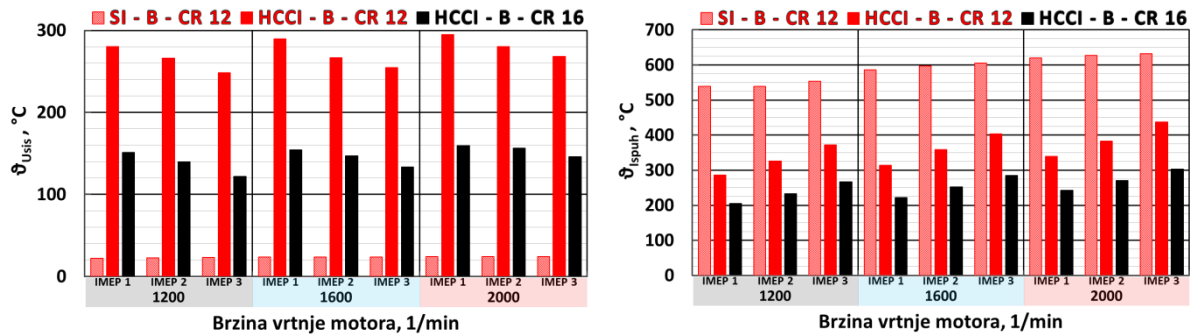 SI - B - CR 12 HCCI - B - CR 12 HCCI - B - CR 16
300
200
100
0
ϑUsis, °C
IMEP 1 IMEP 2 IMEP 3 IMEP 1 IMEP 2 IMEP 3 IMEP 1 IMEP 2 IMEP 3
1200 1600 2000
Brzina vrtnje motora, 1/min
SI - B - CR 12 HCCI - B - CR 12 HCCI - B - CR 16
700
600
500
400
300
200
100
0
ϑIspuh, °C
IMEP 1 IMEP 2 IMEP 3 IMEP 1 IMEP 2 IMEP 3 IMEP 1 IMEP 2 IMEP 3
1200 1600 2000
Brzina vrtnje motora, 1/min